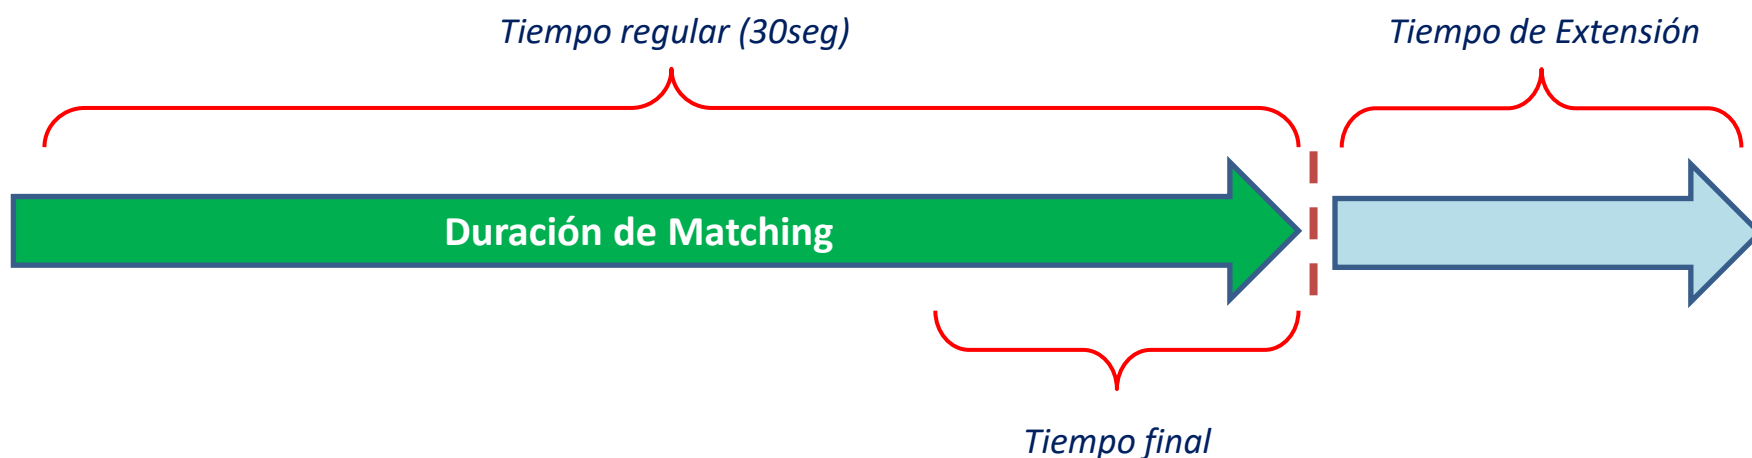 Tiempo regular (30seg)
Tiempo de Extensión
Duración de Matching
Tiempo final